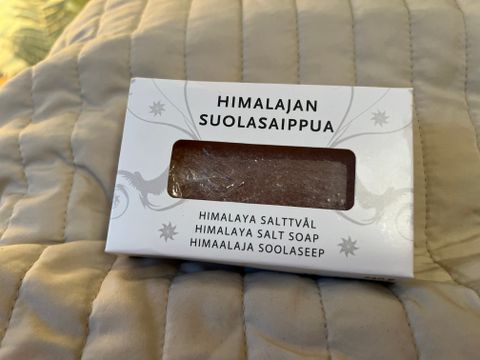 HIMALAJAN
SUOLASAIPPUA
HIMALAYA SALTTVÅL
HIMALAYA SALT SOAP
HIMAALAJA SOOLASEEP